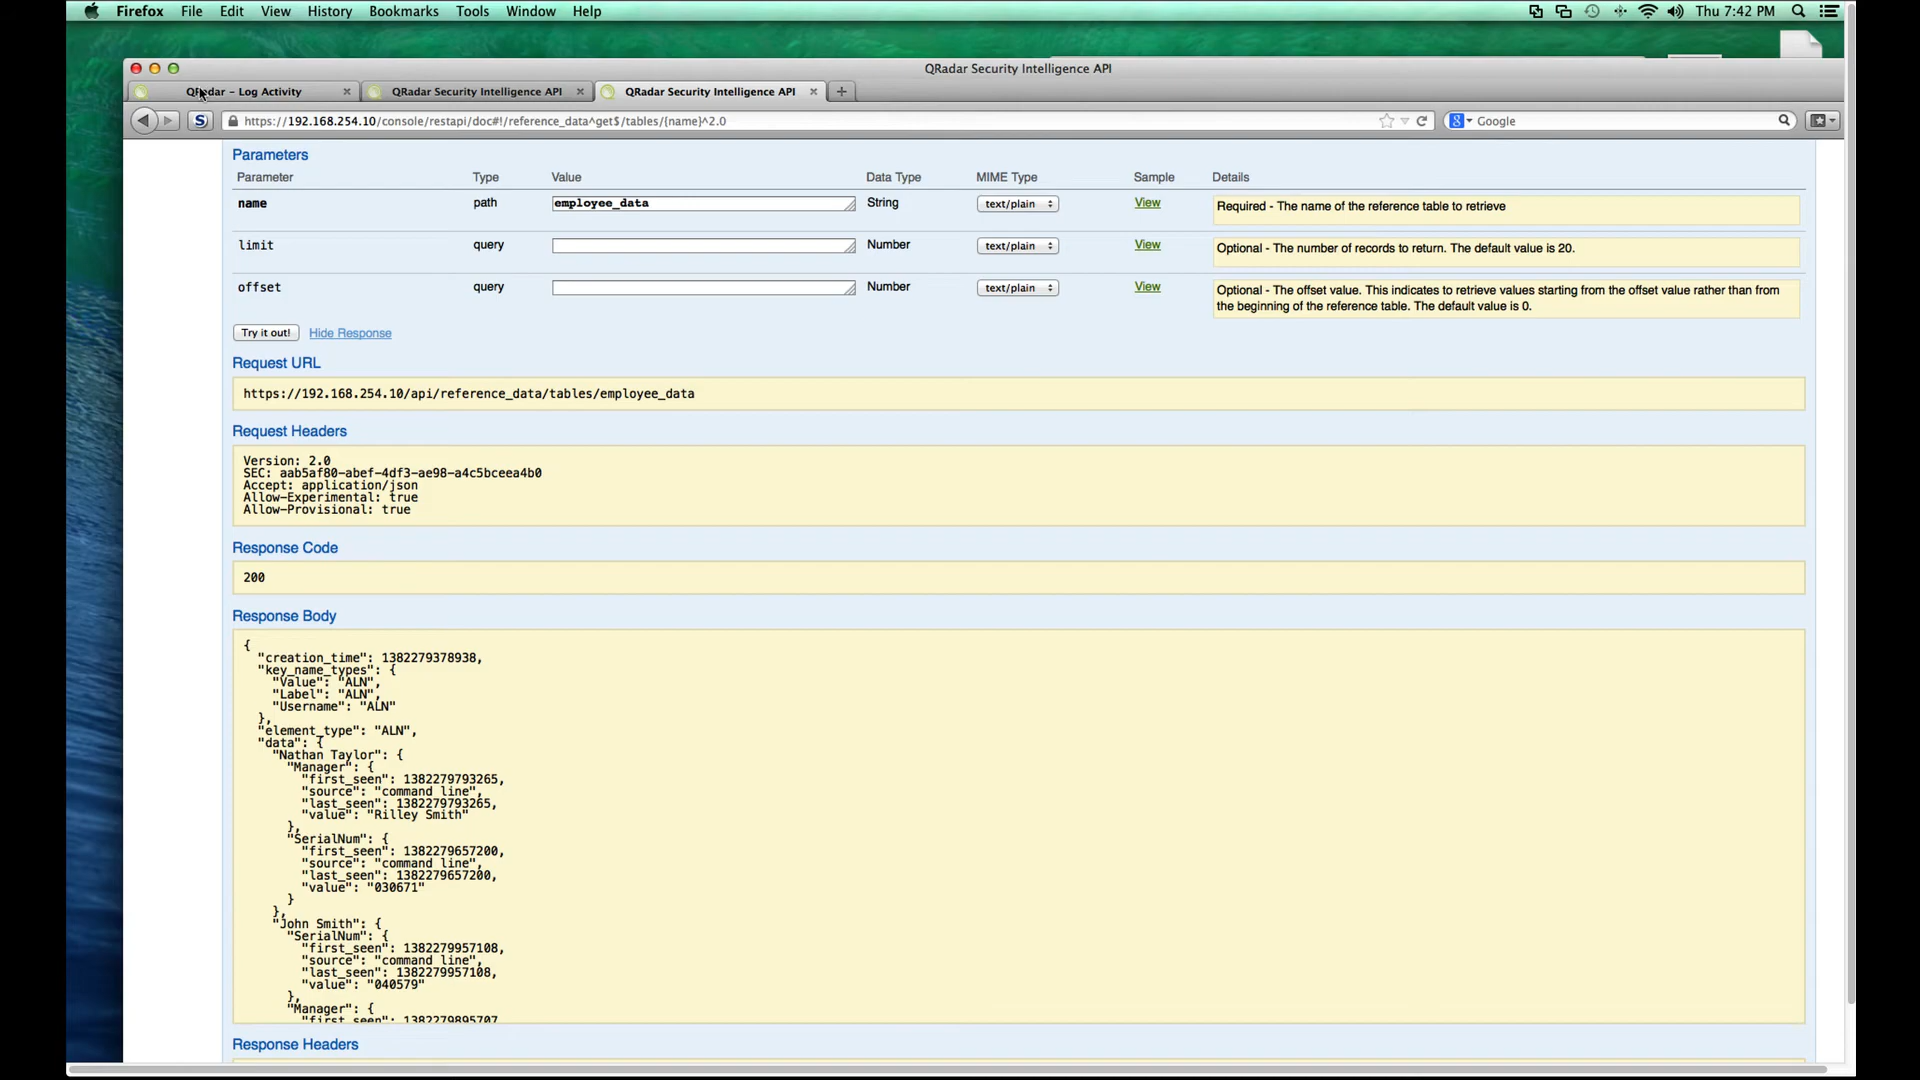 Firefox File Edit View History Bookmarks Tools Window Help Thu 7:42 PM
QRadar Security Intelligence API
QRadar – Log Activity QRadar Security Intelligence API QRadar Security Intelligence API
https://192.168.254.10/console/restapi/doc#!/reference_data^get$/tables/{name}^2.0 Google
Parameters
Parameter Type Value Data Type MIME Type Sample Details
name path employee_data String text/plain View Required - The name of the reference table to retrieve
limit query Number text/plain View Optional - The number of records to return. The default value is 20.
offset query Number text/plain View Optional - The offset value. This indicates to retrieve values starting from the offset value rather than from
the beginning of the reference table. The default value is 0.
Try it out! Hide Response
Request URL
https://192.168.254.10/api/reference_data/tables/employee_data
Request Headers
Version: 2.0
SEC: aab5af80-abef-4df3-ae98-a4c5bceea4b0
Accept: application/json
Allow-Experimental: true
Allow-Provisional: true
Response Code
200
Response Body
{
"creation_time": 1382279378938,
"key_name_types": {
"Value": "ALN",
"Label": "ALN",
"Username": "ALN"
},
"element_type": "ALN",
"data": {
"Nathan Taylor": {
"Manager": {
"first_seen": 1382279793265,
"source": "command line",
"last_seen": 1382279793265,
"value": "Rilley Smith"
},
"SerialNum": {
"first_seen": 1382279657200,
"source": "command line",
"last_seen": 1382279657200,
"value": "030671"
}
},
"John Smith": {
"SerialNum": {
"first_seen": 1382279957108,
"source": "command line",
"last_seen": 1382279957108,
"value": "040579"
},
"Manager": {
"first_seen": 1382279895707
Response Headers